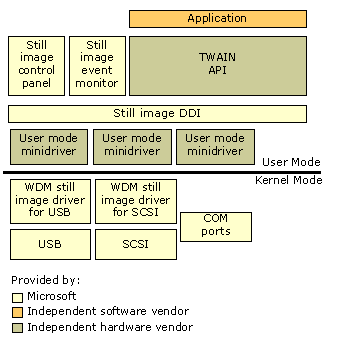 Application
Still
image
control
panel
Still
image
event
monitor
TWAIN
API
Still image DDI
User mode
minidriver
User mode
minidriver
User mode
minidriver
User Mode
Kernel Mode
WDM still
image driver
for USB
WDM still
image driver
for SCSI
COM
ports
USB
SCSI
Provided by:
Microsoft
Independent software vendor
Independent hardware vendor